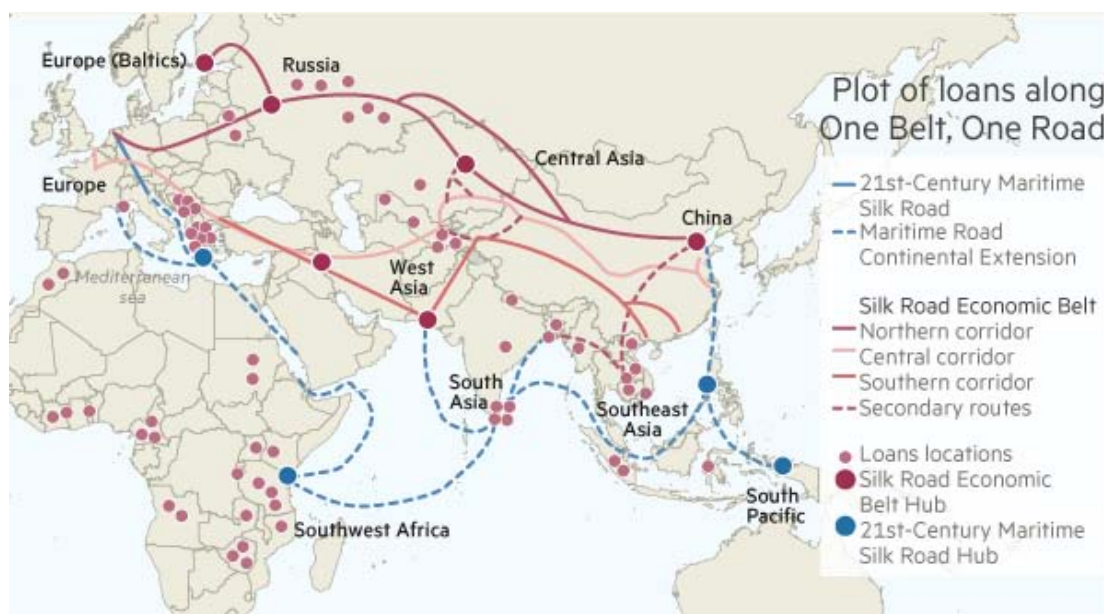 Europe (Baltics)
Russia
Plot of loans along
One Belt, One Road
Central Asia
Europe
21st-Century Maritime
Silk Road
China
Maritime Road
Continental Extension
West
Asia
Mediterranean
sea
Silk Road Economic Belt
Northern corridor
Central corridor
Southern corridor
Secondary routes
South
Asia
Southeast
Asia
Loans locations
Silk Road Economic
Belt Hub
South
Pacific
21st-Century Maritime
Silk Road Hub
Southwest Africa